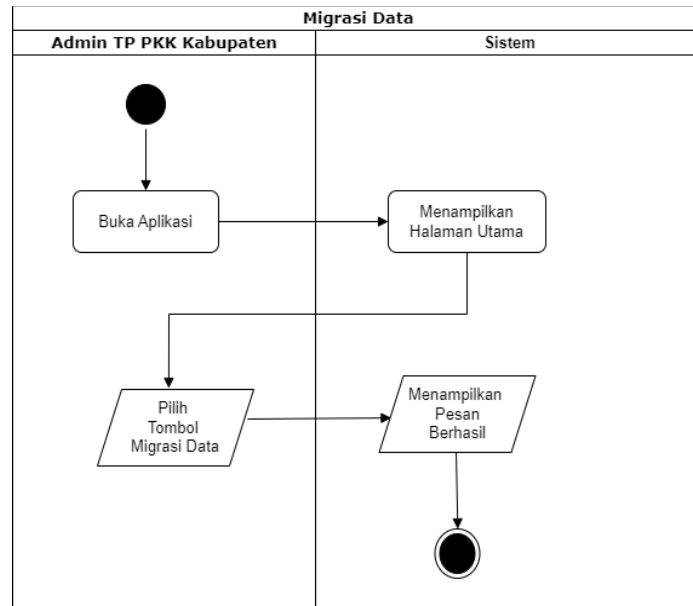 Migrasi Data
Admin TP PKK Kabupaten
Sistem
Buka Aplikasi
Menampilkan
Halaman Utama
Pilih
Tombol
Migrasi Data
Menampilkan
Pesan
Berhasil